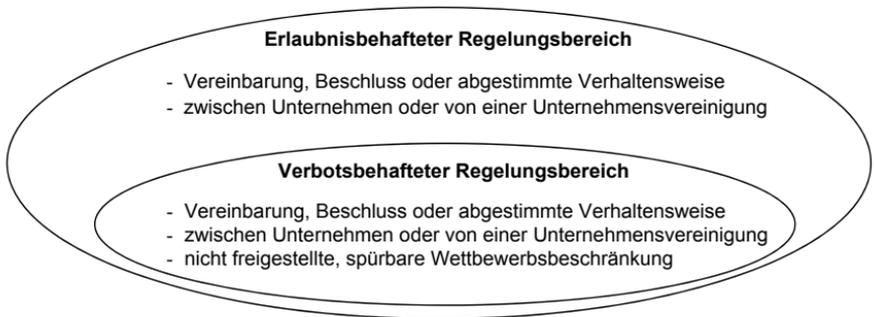 Erlaubnisbehafteter Regelungsbereich
- Vereinbarung, Beschluss oder abgestimmte Verhaltensweise
- zwischen Unternehmen oder von einer Unternehmensvereinigung
Verbotsbehafteter Regelungsbereich
- Vereinbarung, Beschluss oder abgestimmte Verhaltensweise
- zwischen Unternehmen oder von einer Unternehmensvereinigung
- nicht freigestellte, spürbare Wettbewerbsbeschränkung